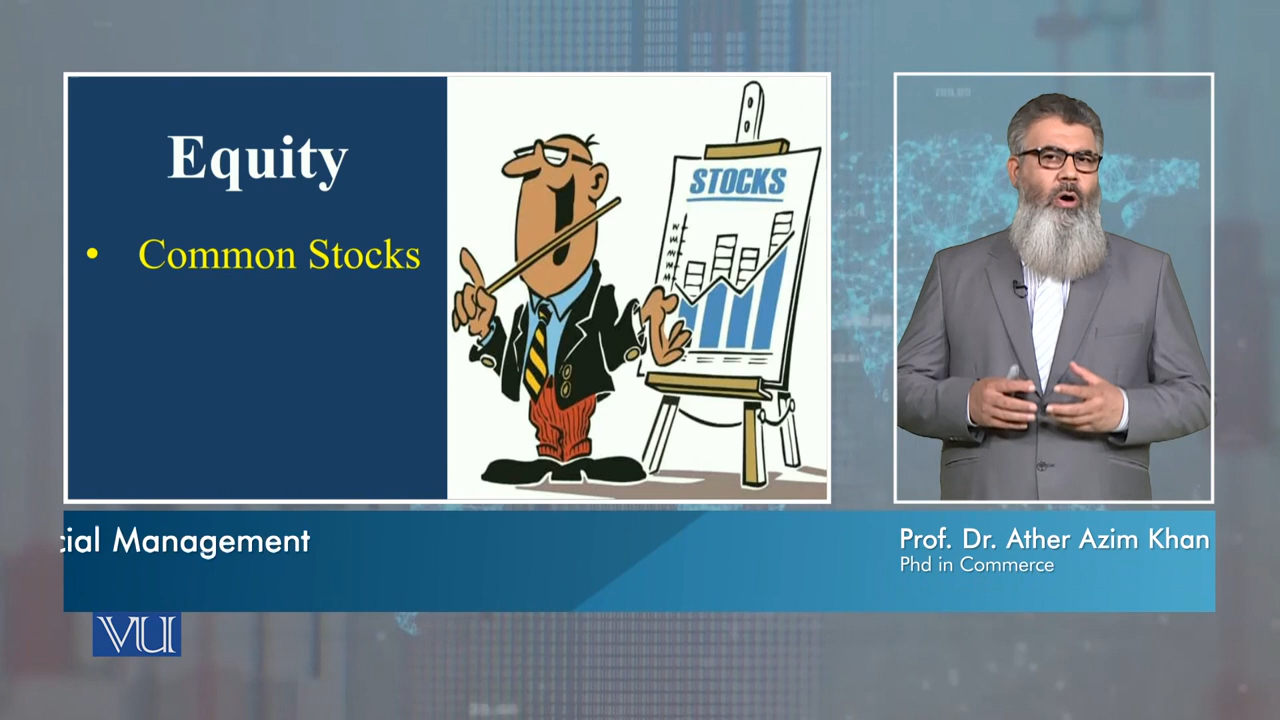 Equity
• Common Stocks
STOCKS
cial Management
Prof. Dr. Ather Azim Khan
Phd in Commerce
VU